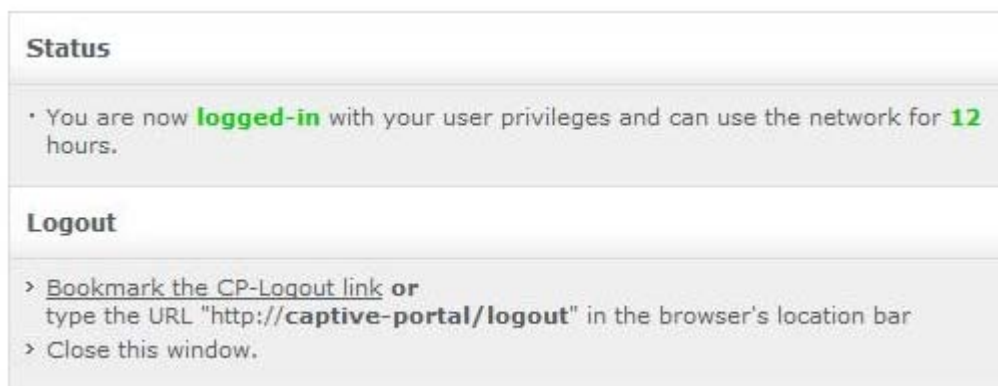 Status
· You are now logged-in with your user privileges and can use the network for 12
hours.
Logout
> Bookmark the CP-Logout link or
type the URL "http://captive-portal/logout" in the browser's location bar
> Close this window.